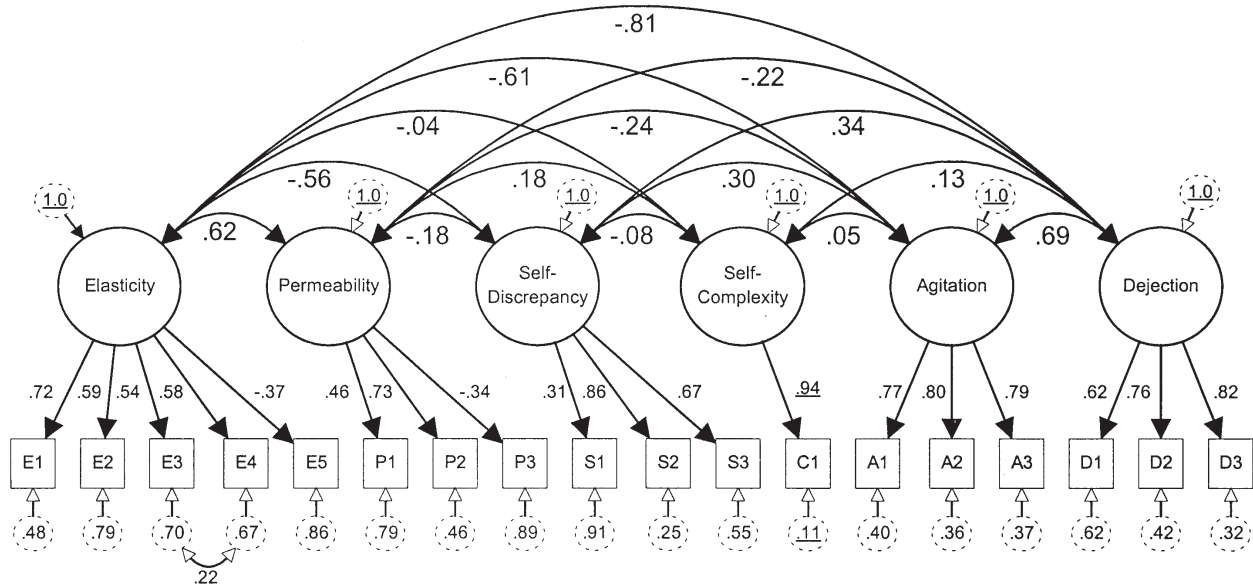 -.81
-.61 -.22
-.04 -.24 .34
-.56 .18 .30 .13
1.0 1.0 1.0 1.0 1.0 1.0
.62 -.18 -.08 .05 .69
Elasticity Permeability Self-Discrepancy Self-Complexity Agitation Dejection
.72 .59 .54 .58 -.37 .46 .73 -.34 .31 .86 .67 .94 .77 .80 .79 .62 .76 .82
E1 E2 E3 E4 E5 P1 P2 P3 S1 S2 S3 C1 A1 A2 A3 D1 D2 D3
.48 .79 .70 .67 .86 .79 .46 .89 .91 .25 .55 .11 .40 .36 .37 .62 .42 .32
.22